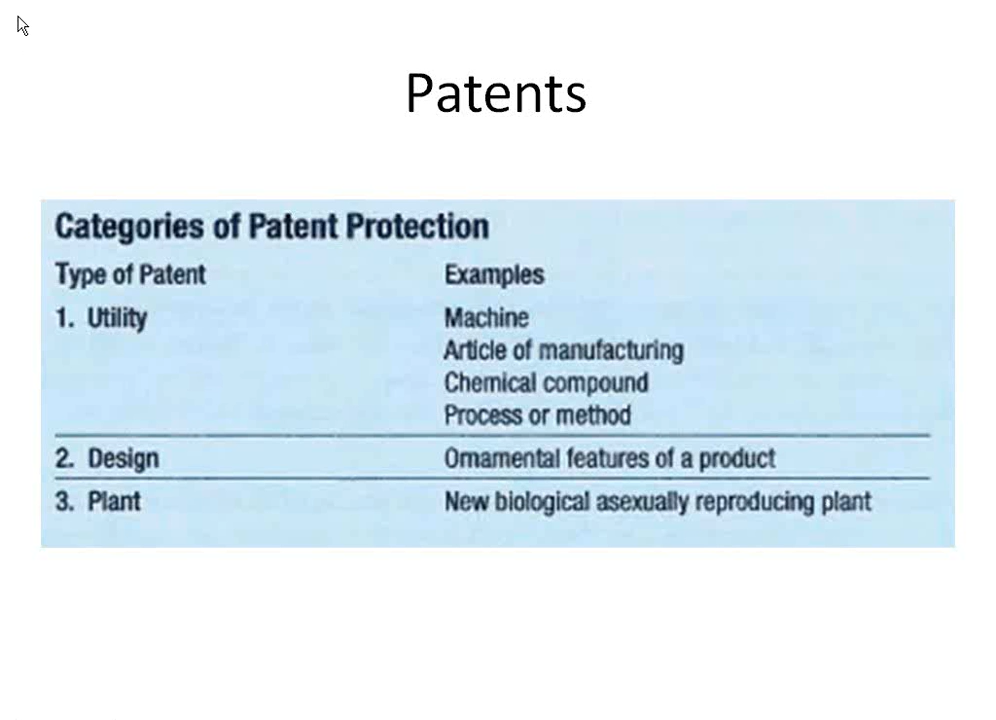 Patents
Categories of Patent Protection
Type of Patent Examples
1. Utility Machine
Article of manufacturing
Chemical compound
Process or method
2. Design Ornamental features of a product
3. Plant New biological asexually reproducing plant